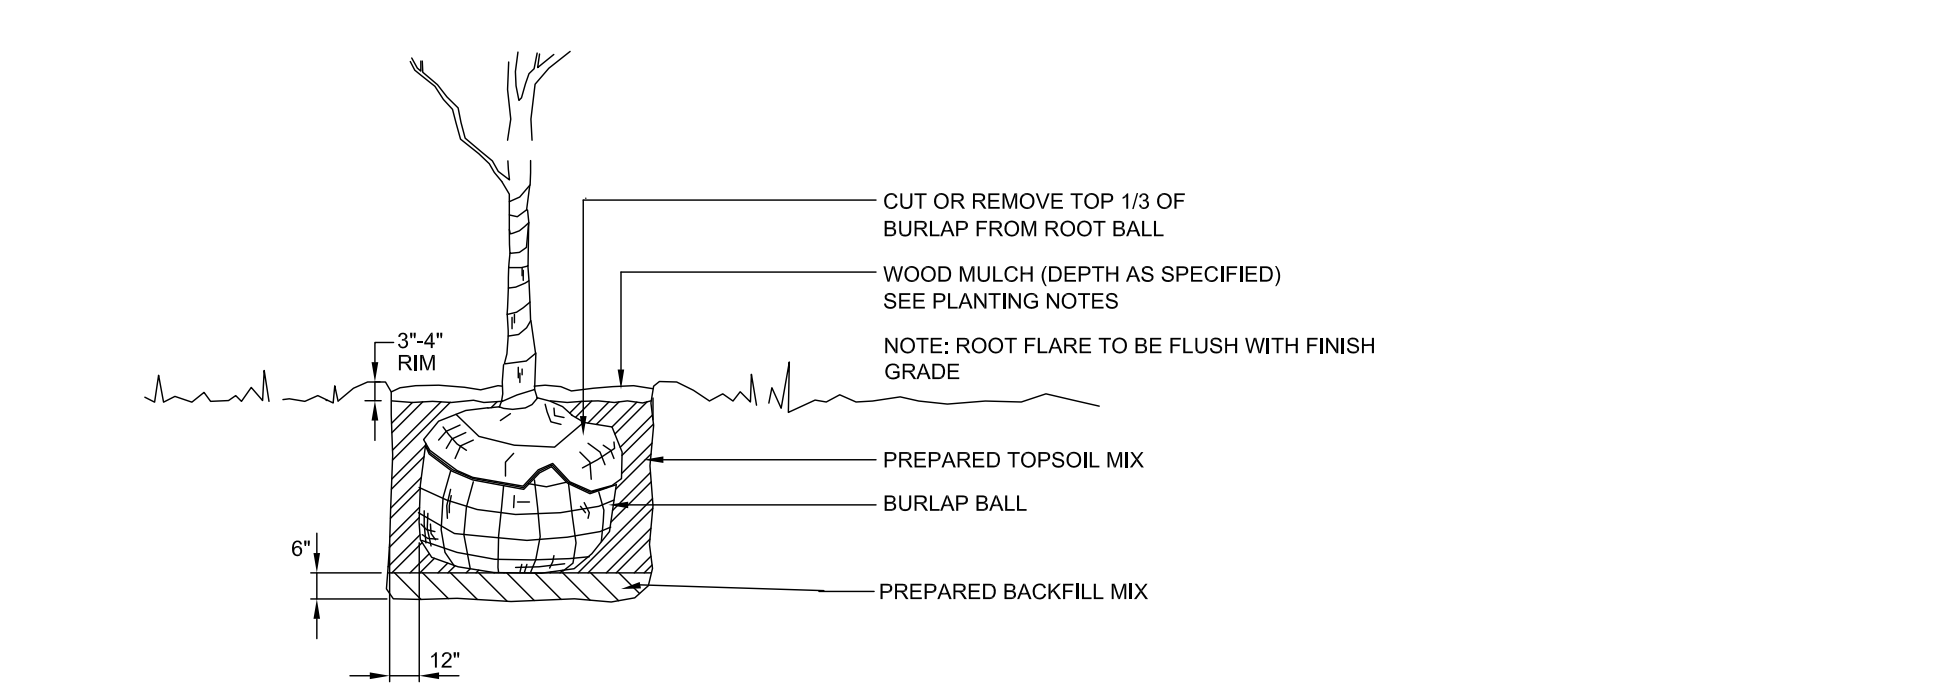 CUT OR REMOVE TOP 1/3 OF
BURLAP FROM ROOT BALL
WOOD MULCH (DEPTH AS SPECIFIED)
SEE PLANTING NOTES
3"-4"
RIM
NOTE: ROOT FLARE TO BE FLUSH WITH FINISH
GRADE
PREPARED TOPSOIL MIX
BURLAP BALL
6"
PREPARED BACKFILL MIX
12"